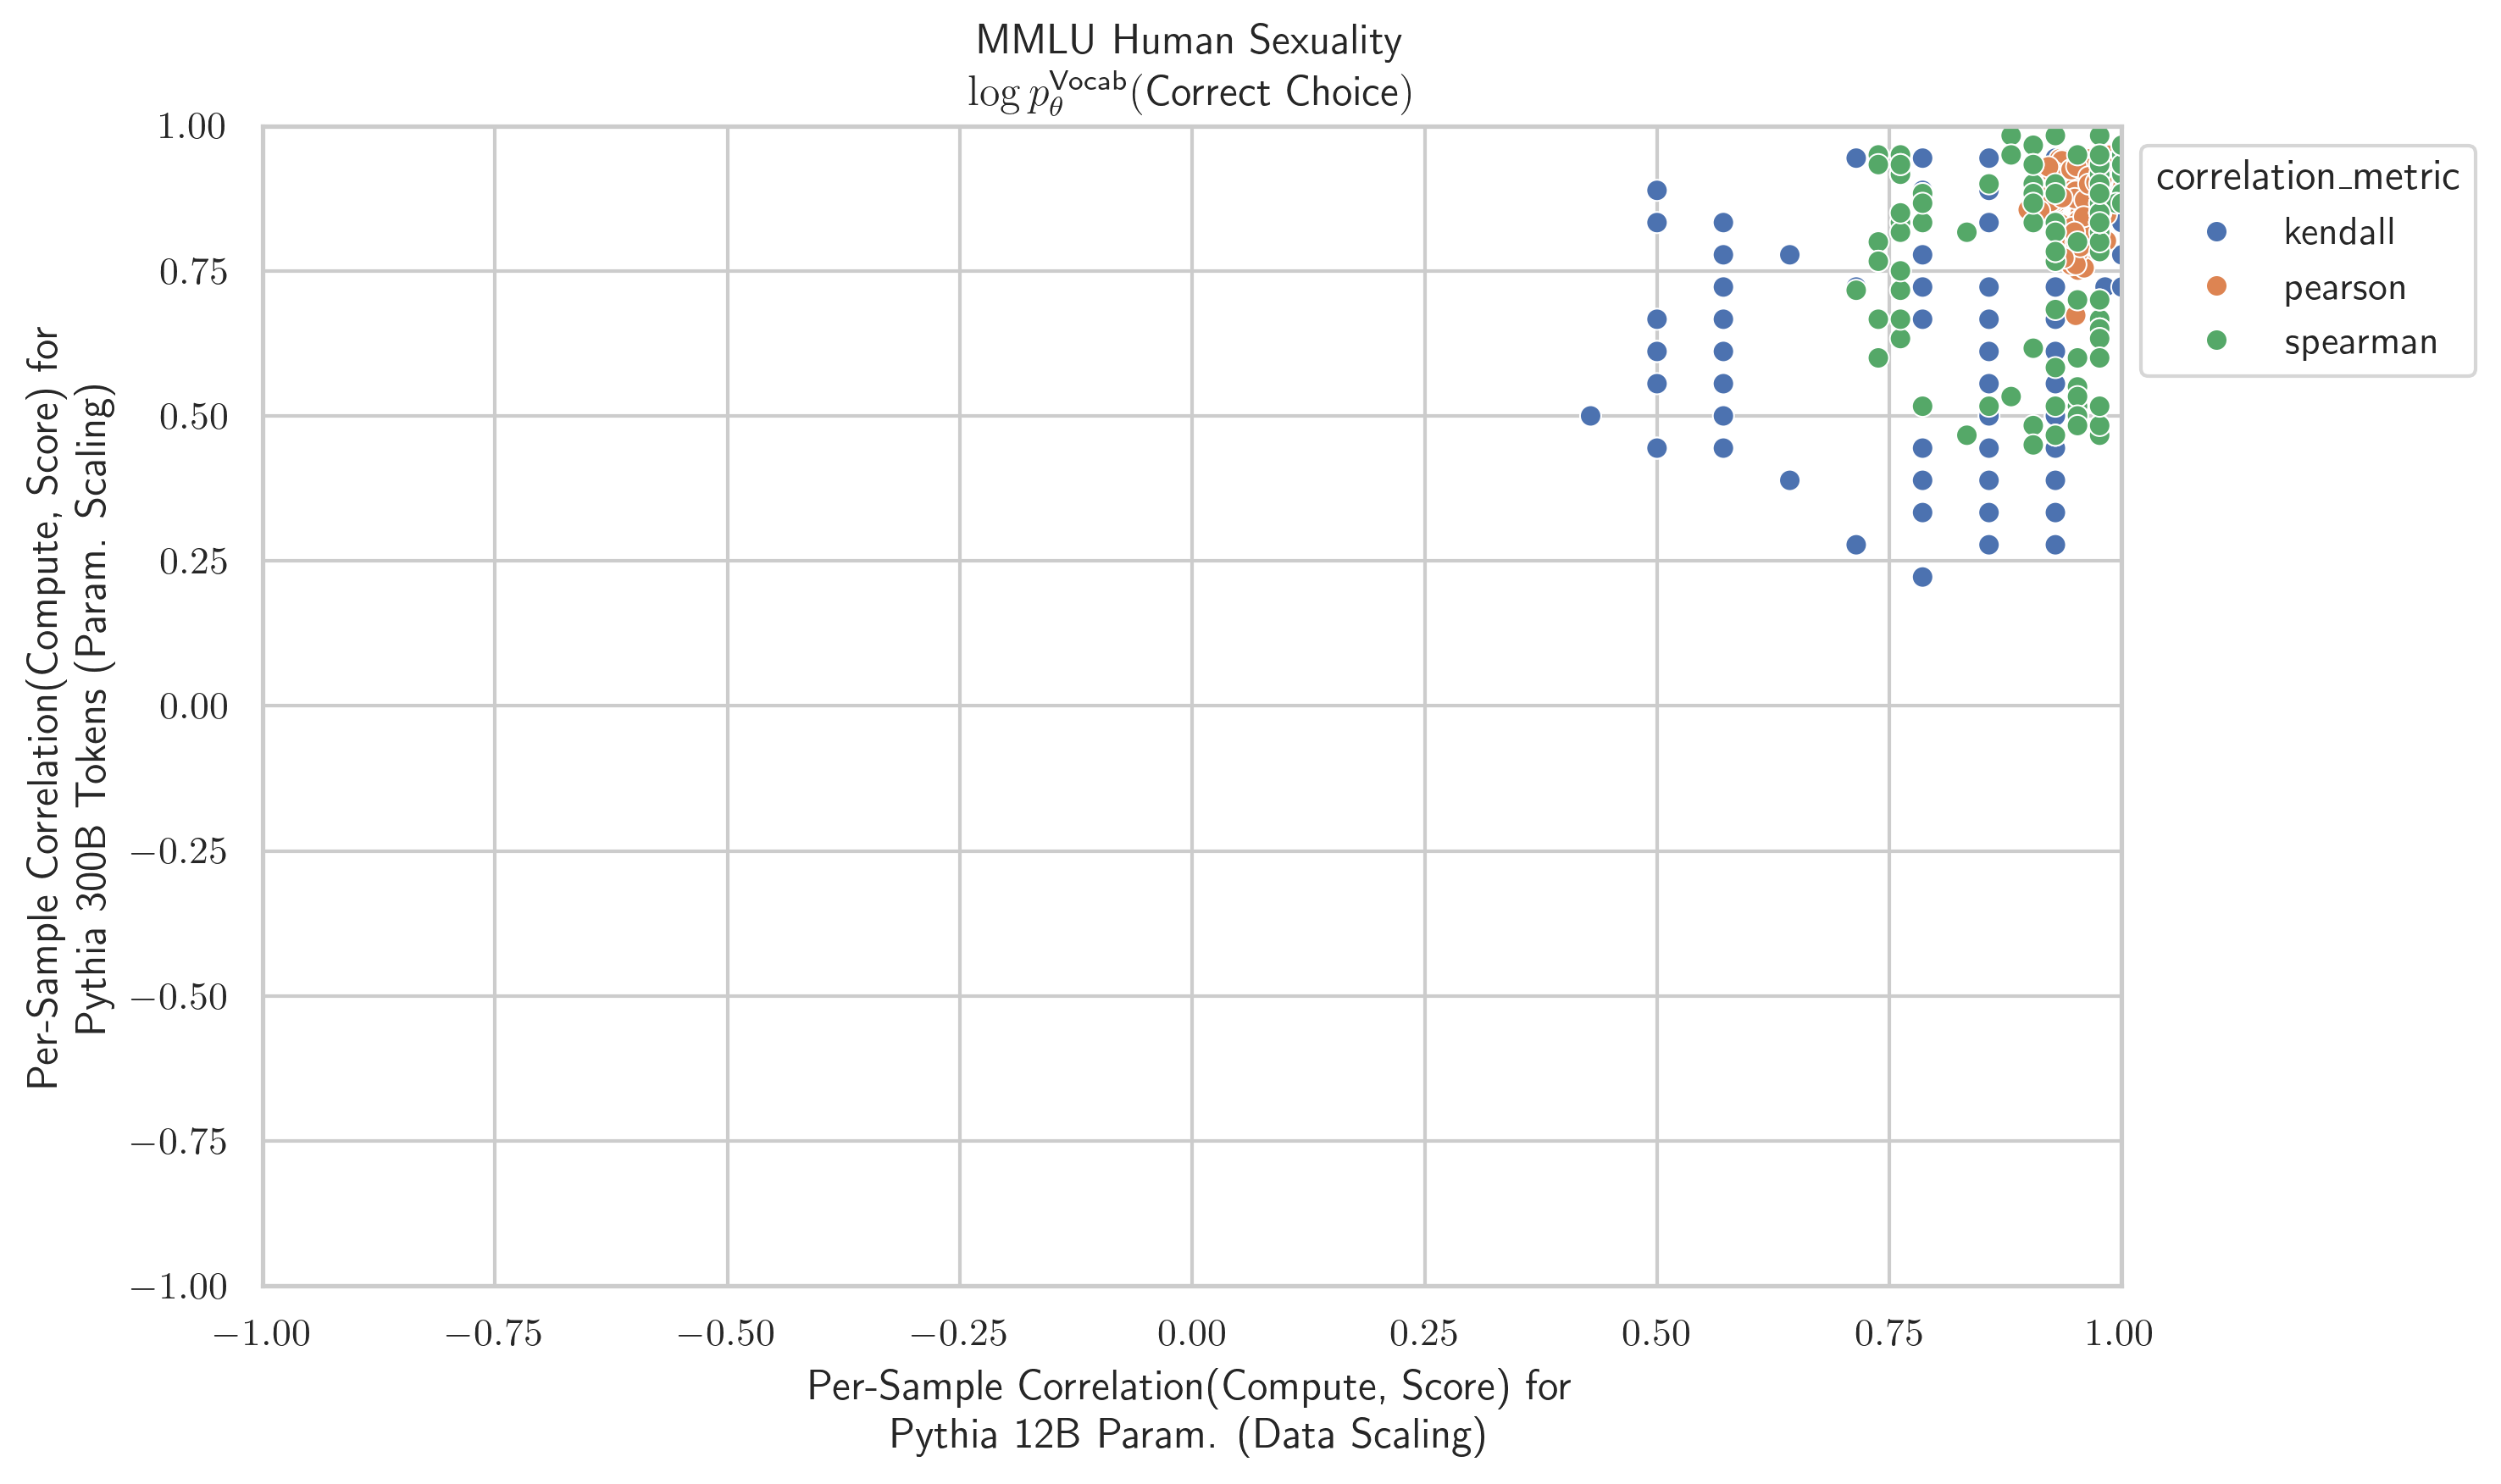 MMLU Human Sexuality
log p_θ^Vocab(Correct Choice)
Per-Sample Correlation(Compute, Score) for
Pythia 300B Tokens (Param. Scaling)
1.00
0.75
0.50
0.25
0.00
−0.25
−0.50
−0.75
−1.00
−1.00 −0.75 −0.50 −0.25 0.00 0.25 0.50 0.75 1.00
Per-Sample Correlation(Compute, Score) for
Pythia 12B Param. (Data Scaling)
correlation_metric
kendall
pearson
spearman